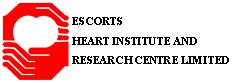 ESCORTS
HEART INSTITUTE AND
RESEARCH CENTRE LIMITED